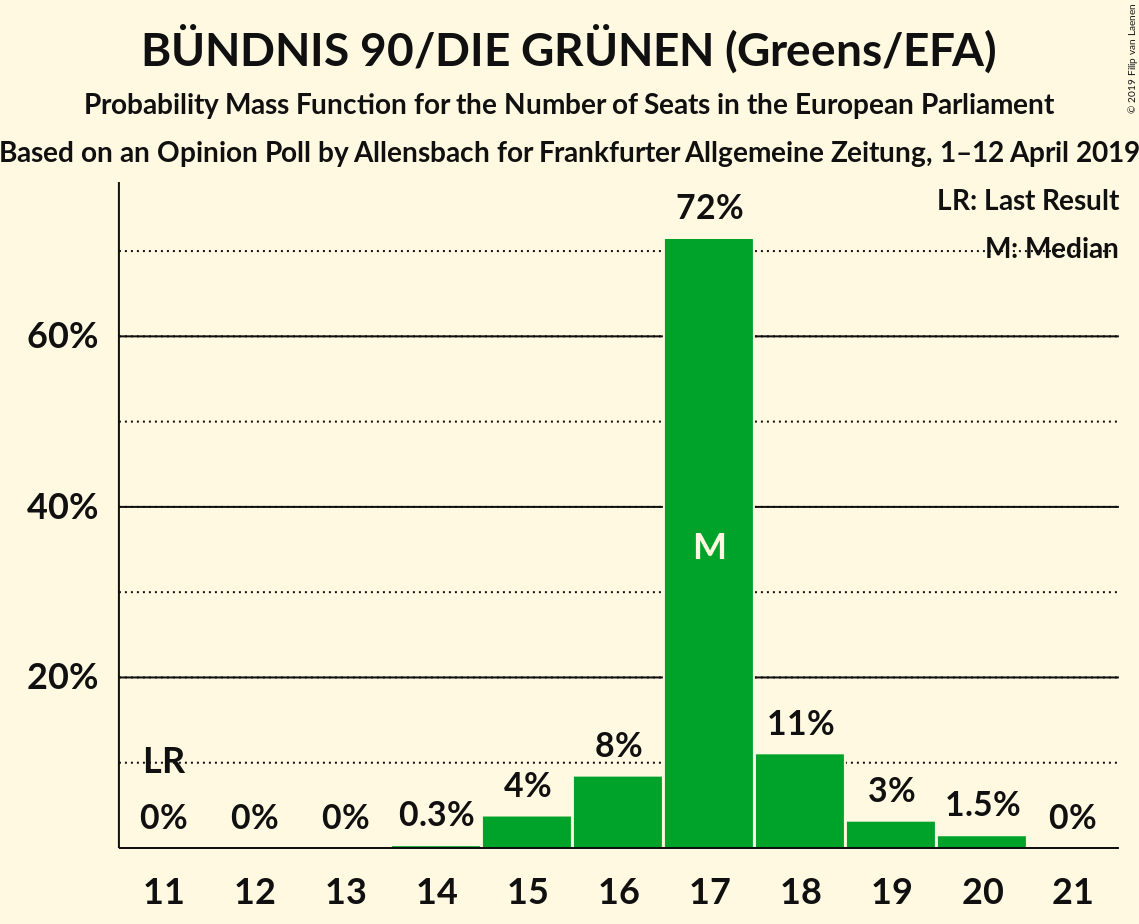 BÜNDNIS 90/DIE GRÜNEN (Greens/EFA)
Probability Mass Function for the Number of Seats in the European Parliament
Based on an Opinion Poll by Allensbach for Frankfurter Allgemeine Zeitung, 1–12 April 2019
© 2019 Filip van Laenen
LR: Last Result
M: Median
72%
60%
40%
M
20%
11%
8%
LR
4%
3%
1.5%
0% 0% 0% 0.3% 0%
11 12 13 14 15 16 17 18 19 20 21